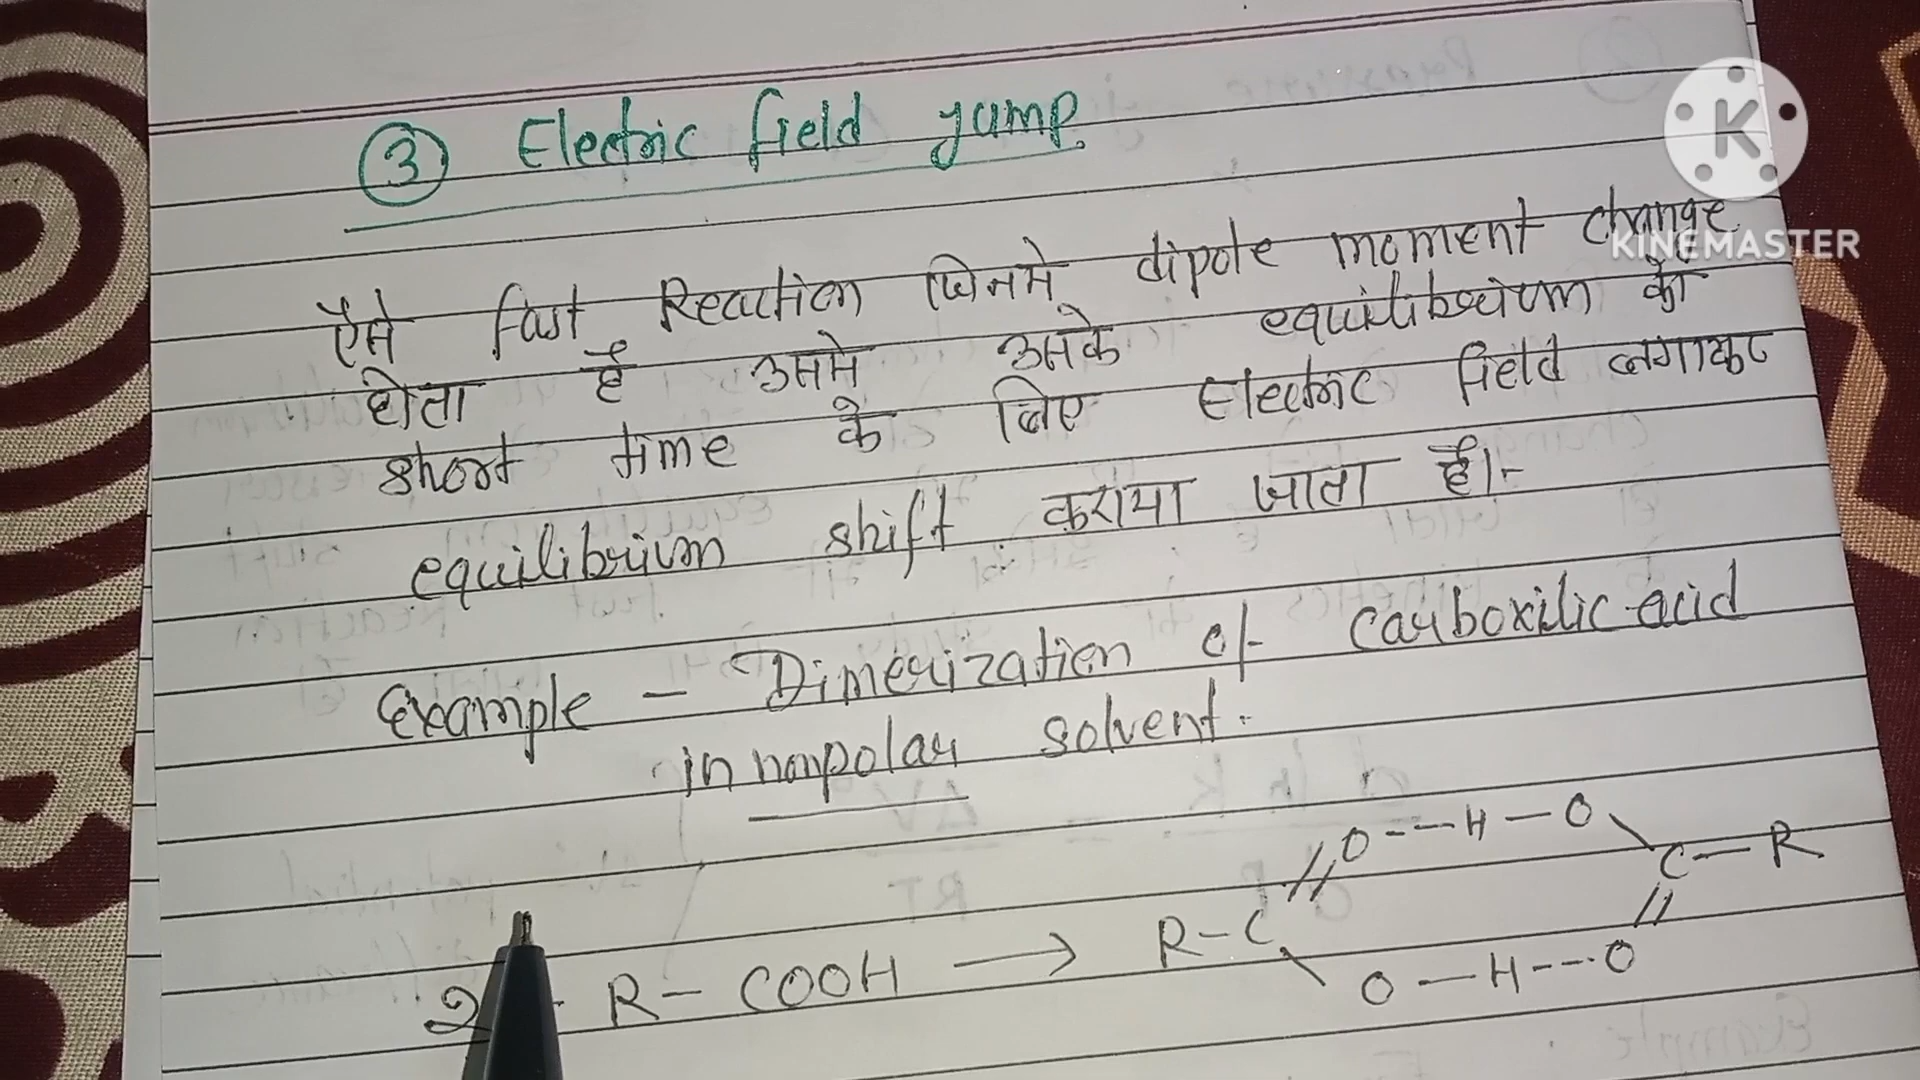 ③ Electric field jump.
ऐसे fast Reaction जिनमे dipole moment change
होता है उसमे उसके equilibrium को
short time के लिए Electric field लगाकर
equilibrium shift कराया जाता है।-
Example - Dimerization of carboxilic acid
in nonpolar solvent.
O---H-O
R-C C-R
O-H---O
2 R-COOH →
K
KINEMASTER